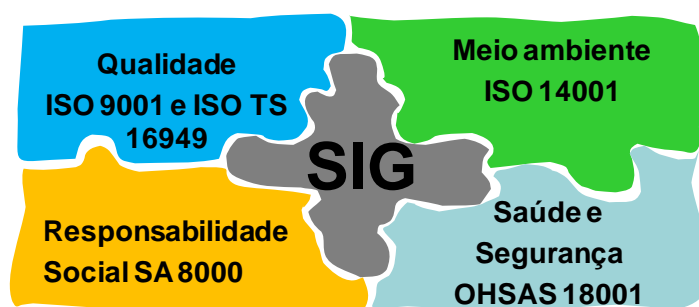 Qualidade
ISO 9001 e ISO TS
16949
Meio ambiente
ISO 14001
SIG
Responsabilidade
Social SA 8000
Saúde e
Segurança
OHSAS 18001